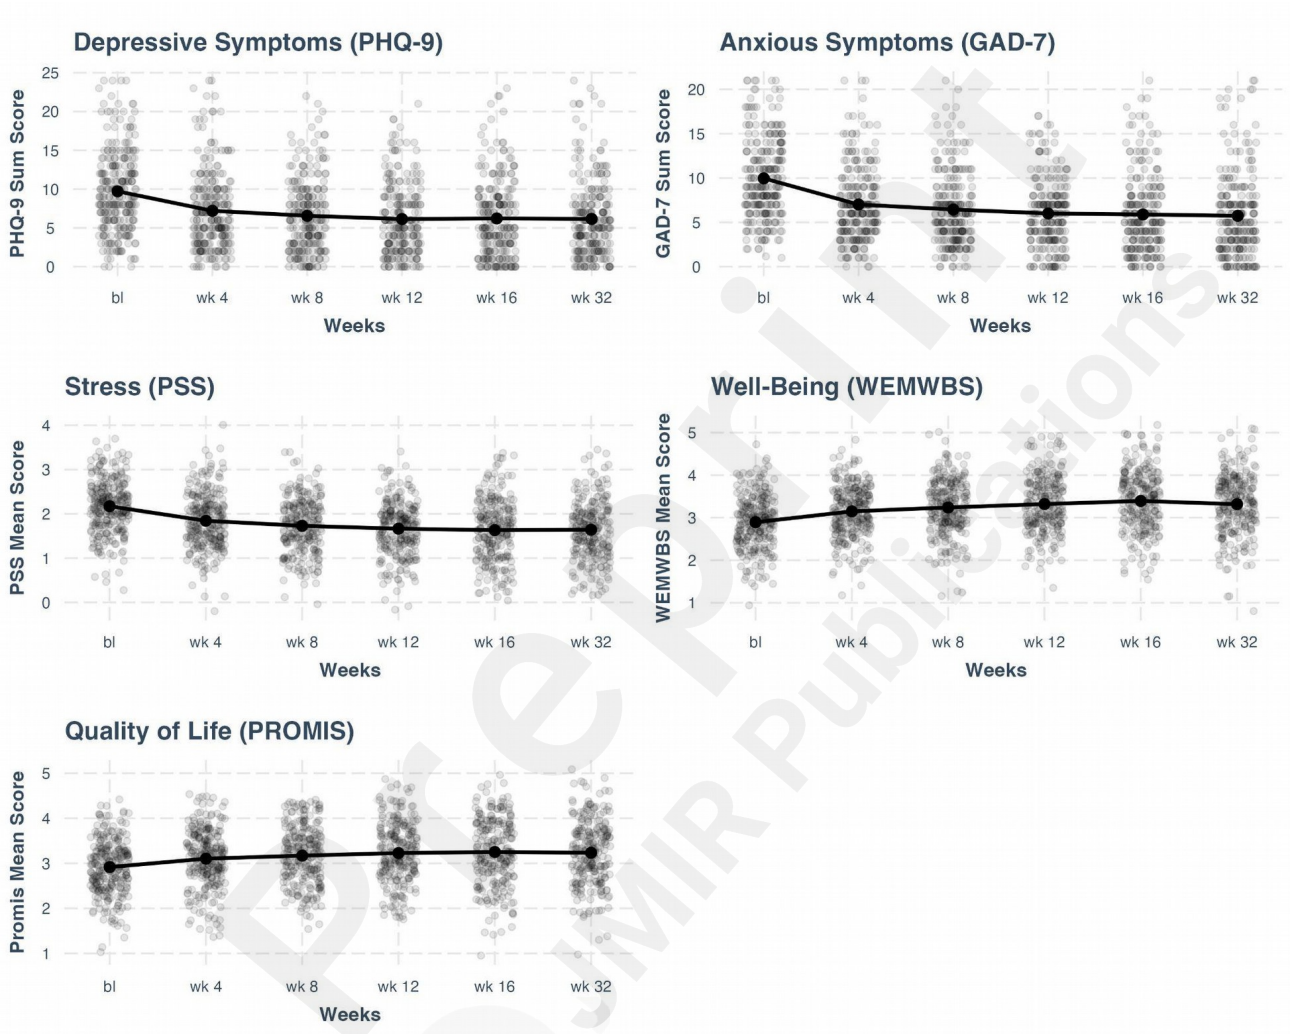 Depressive Symptoms (PHQ-9)
PHQ-9 Sum Score
25
20
15
10
5
0
bl wk 4 wk 8 wk 12 wk 16 wk 32
Weeks
Anxious Symptoms (GAD-7)
GAD-7 Sum Score
20
15
10
5
0
bl wk 4 wk 8 wk 12 wk 16 wk 32
Weeks
Stress (PSS)
PSS Mean Score
4
3
2
1
0
bl wk 4 wk 8 wk 12 wk 16 wk 32
Weeks
Well-Being (WEMWBS)
WEMWBS Mean Score
5
4
3
2
1
bl wk 4 wk 8 wk 12 wk 16 wk 32
Weeks
Quality of Life (PROMIS)
Promis Mean Score
5
4
3
2
1
bl wk 4 wk 8 wk 12 wk 16 wk 32
Weeks
Preprint
JMIR Publications